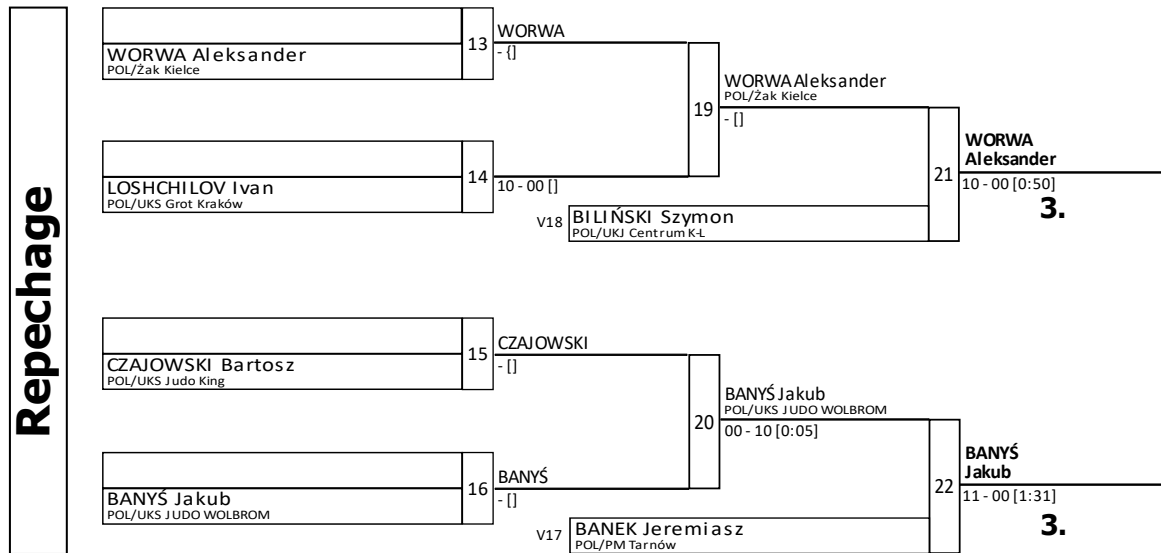 Repechage
WORWA Aleksander
POL/Żak Kielce
13
WORWA
- {]
LOSHCHILOV Ivan
POL/UKS Grot Kraków
14
10 - 00 []
19
WORWA Aleksander
POL/Żak Kielce
- []
V18
BILIŃSKI Szymon
POL/UKJ Centrum K-L
21
WORWA
Aleksander
10 - 00 [0:50]
3.
CZAJOWSKI Bartosz
POL/UKS Judo King
15
CZAJOWSKI
- []
BANYŚ Jakub
POL/UKS JUDO WOLBROM
16
BANYŚ
- []
20
BANYŚ Jakub
POL/UKS JUDO WOLBROM
00 - 10 [0:05]
V17
BANEK Jeremiasz
POL/PM Tarnów
22
BANYŚ
Jakub
11 - 00 [1:31]
3.